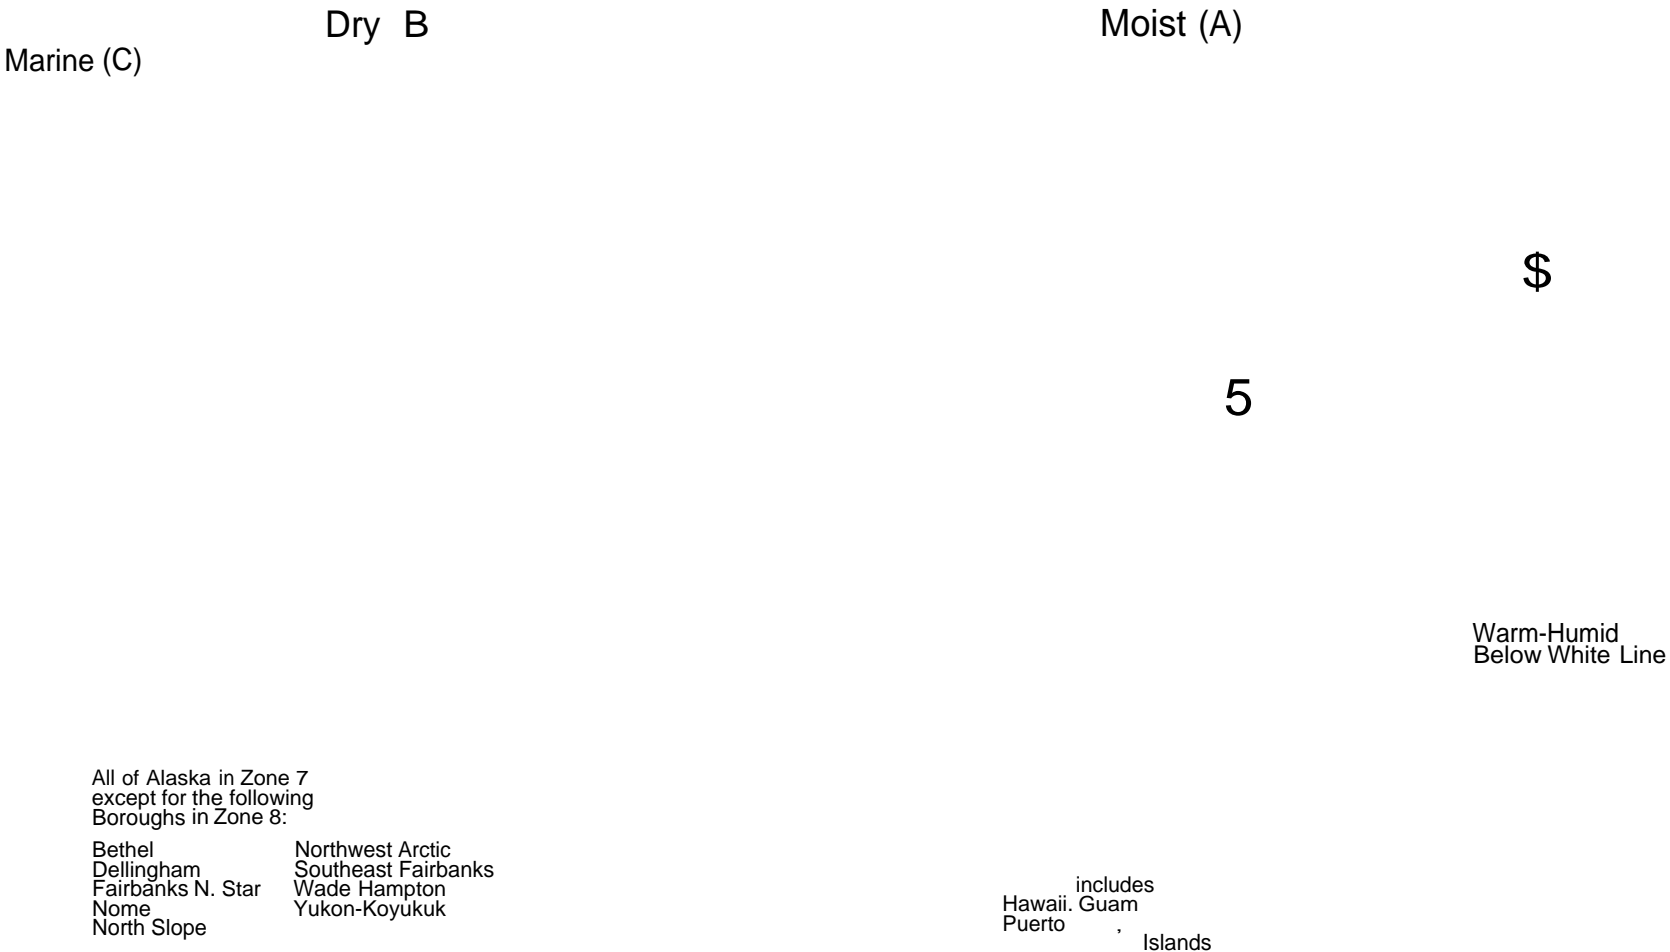 Dry B
Moist (A)
Marine (C)
$
5
Warm-Humid
Below White Line
All of Alaska in Zone 7
except for the following
Boroughs in Zone 8:
Bethel
Dellingham
Fairbanks N. Star
Nome
North Slope
Northwest Arctic
Southeast Fairbanks
Wade Hampton
Yukon-Koyukuk
includes
Hawaii. Guam
Puerto ,
Islands